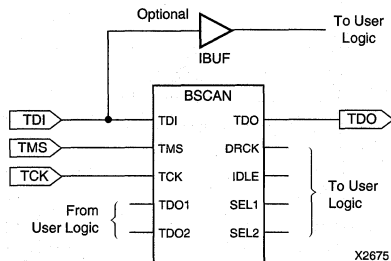 Optional
To User
Logic
IBUF
BSCAN
TDI
TDI
TDO
TDO
TMS
TMS
DRCK
TCK
TCK
IDLE
To User
Logic
From
User Logic
TDO1
SEL1
TDO2
SEL2
X2675